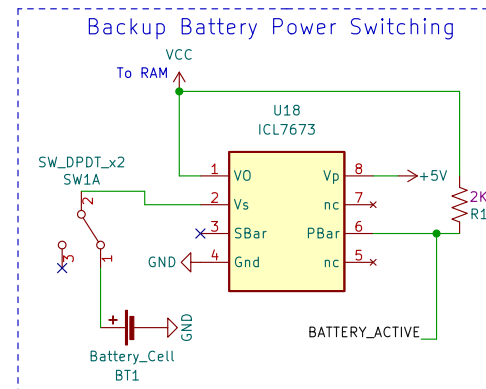 Backup Battery Power Switching
VCC
To RAM
U18
ICL7673
SW_DPDT_x2
SW1A
1 VO
Vp 8
+5V
2 Vs
nc 7
2K
R1
3 SBar
PBar 6
GND
4 Gnd
nc 5
2
3
1
+
GND
BATTERY_ACTIVE
Battery_Cell
BT1